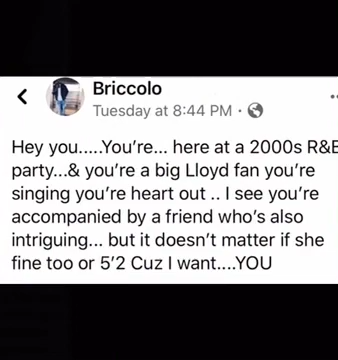 Briccolo
Tuesday at 8:44 PM ·
Hey you.....You're... here at a 2000s R&E
party...& you're a big Lloyd fan you're
singing you're heart out .. I see you're
accompanied by a friend who's also
intriguing... but it doesn't matter if she
fine too or 5'2 Cuz I want....YOU